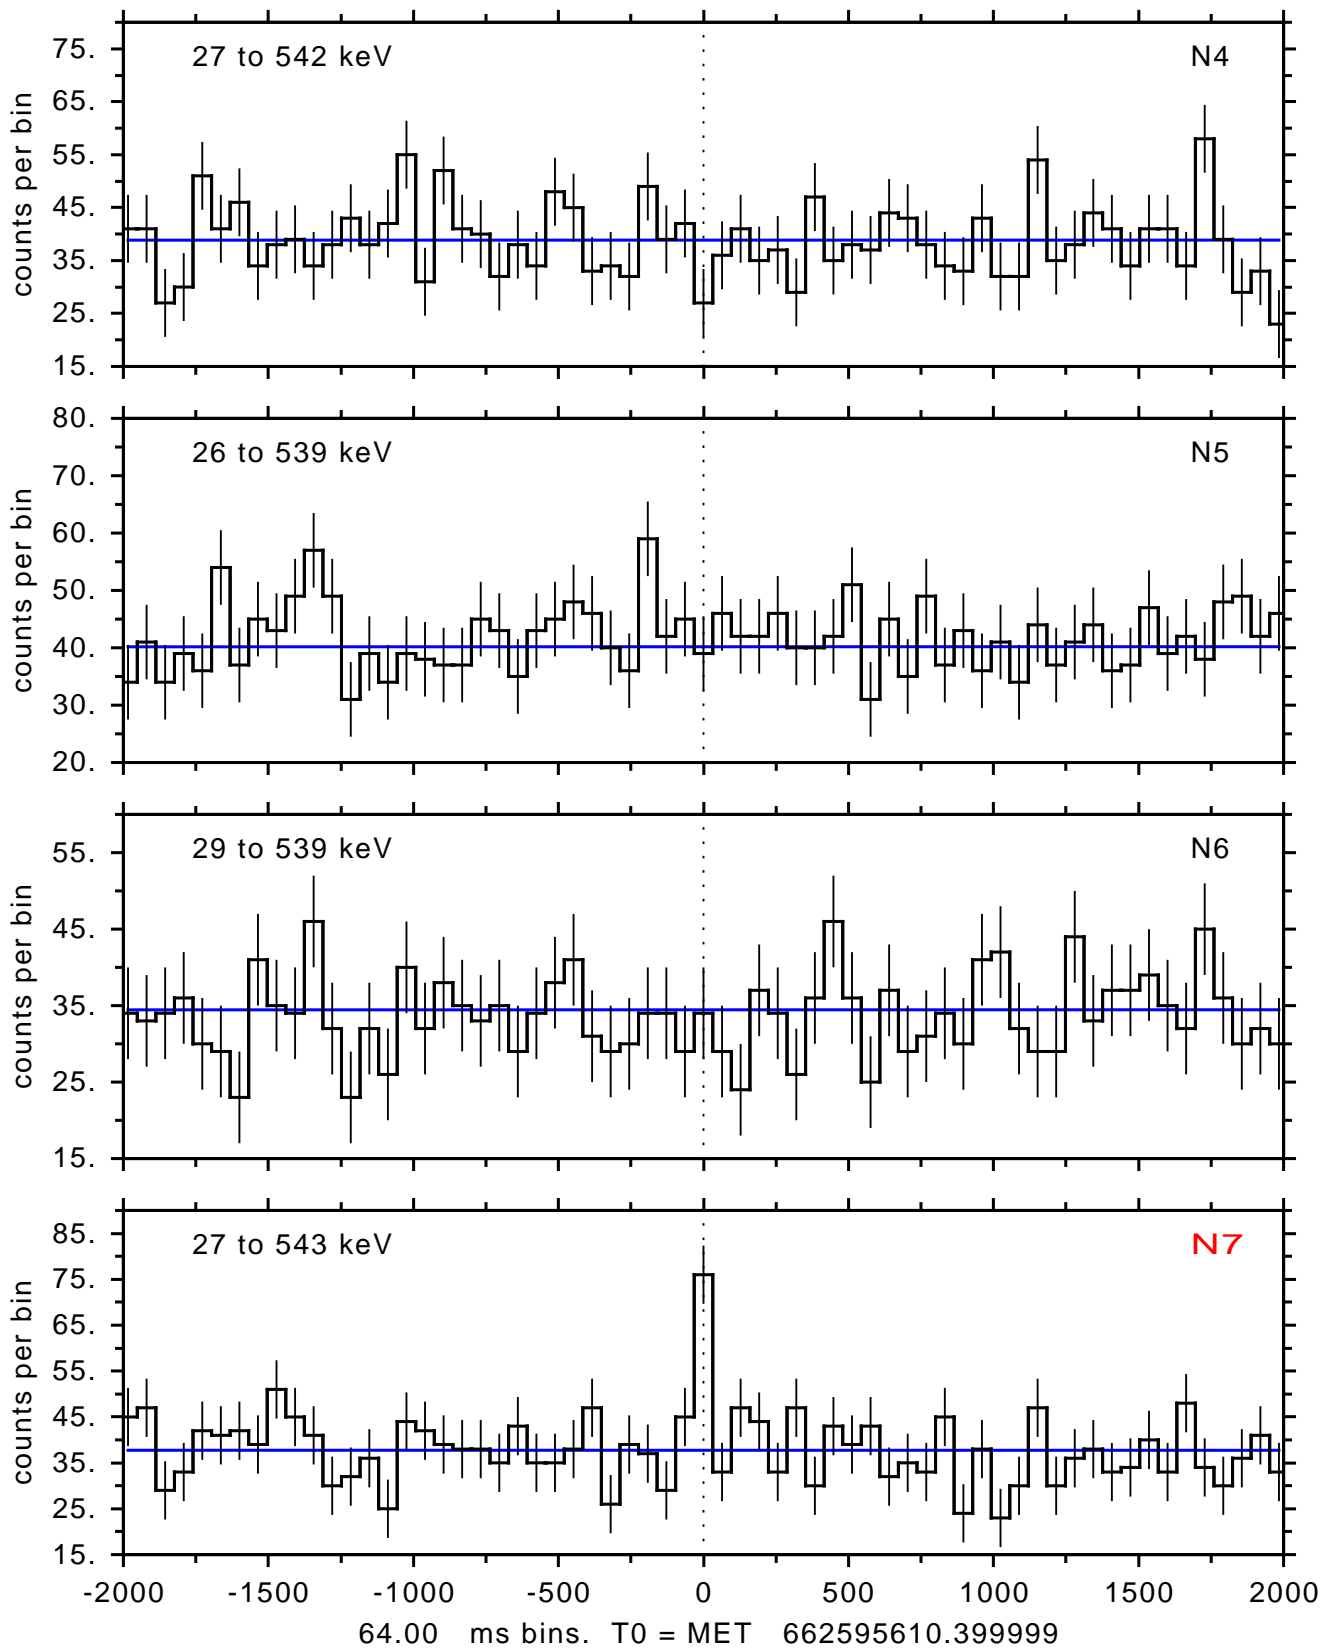 27 to 542 keV N4
75.
65.
55.
45.
35.
25.
15.
counts per bin
26 to 539 keV N5
80.
70.
60.
50.
40.
30.
20.
counts per bin
29 to 539 keV N6
55.
45.
35.
25.
15.
counts per bin
27 to 543 keV N7
85.
75.
65.
55.
45.
35.
25.
15.
counts per bin
-2000 -1500 -1000 -500 0 500 1000 1500 2000
64.00 ms bins. T0 = MET 662595610.399999